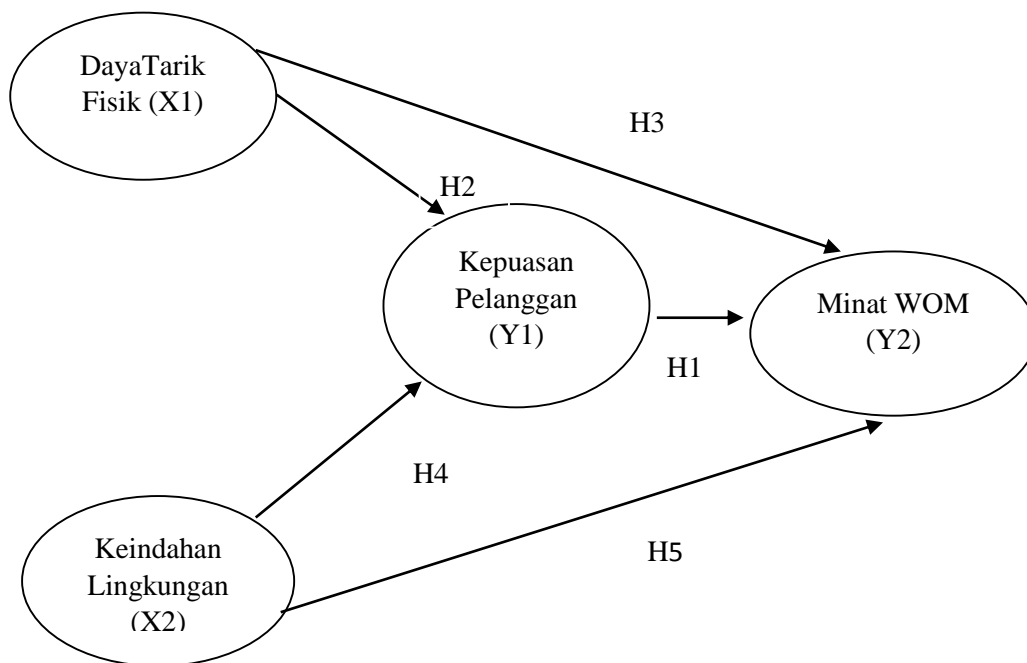 DayaTarik
Fisik (X1)
H3
H2
Kepuasan
Pelanggan
(Y1)
Minat WOM
(Y2)
H1
H4
Keindahan
Lingkungan
(X2)
H5